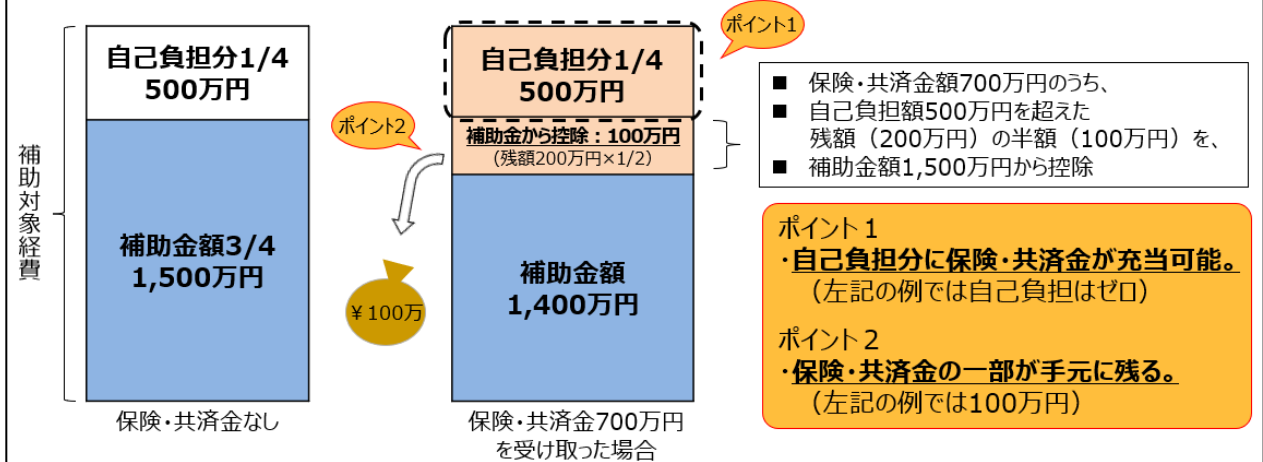 補助対象経費
自己負担分1/4
500万円
補助金額3/4
1,500万円
保険・共済金なし
ポイント1
自己負担分1/4
500万円
ポイント2
補助金から控除：100万円
(残額200万円×1/2)
￥100万
補助金額
1,400万円
保険・共済金700万円
を受け取った場合
■ 保険・共済金額700万円のうち、
■ 自己負担額500万円を超えた
残額（200万円）の半額（100万円）を、
■ 補助金額1,500万円から控除
ポイント１
・自己負担分に保険・共済金が充当可能。
（左記の例では自己負担はゼロ）
ポイント２
・保険・共済金の一部が手元に残る。
（左記の例では100万円）